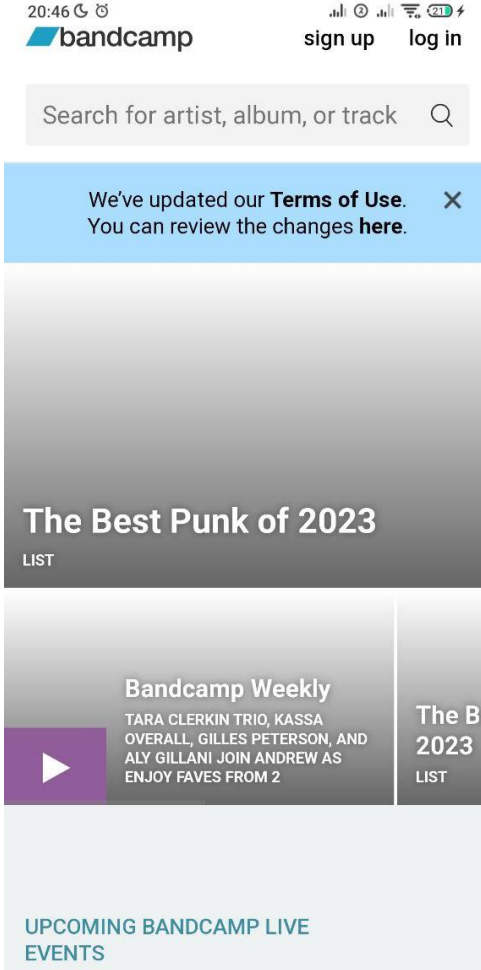 20:46
2
21
bandcamp
sign up log in
Search for artist, album, or track
We've updated our Terms of Use.
You can review the changes here.
The Best Punk of 2023
LIST
Bandcamp Weekly
TARA CLERKIN TRIO, KASSA
OVERALL, GILLES PETERSON, AND
ALY GILLANI JOIN ANDREW AS
ENJOY FAVES FROM 2
The B
2023
LIST
UPCOMING BANDCAMP LIVE
EVENTS